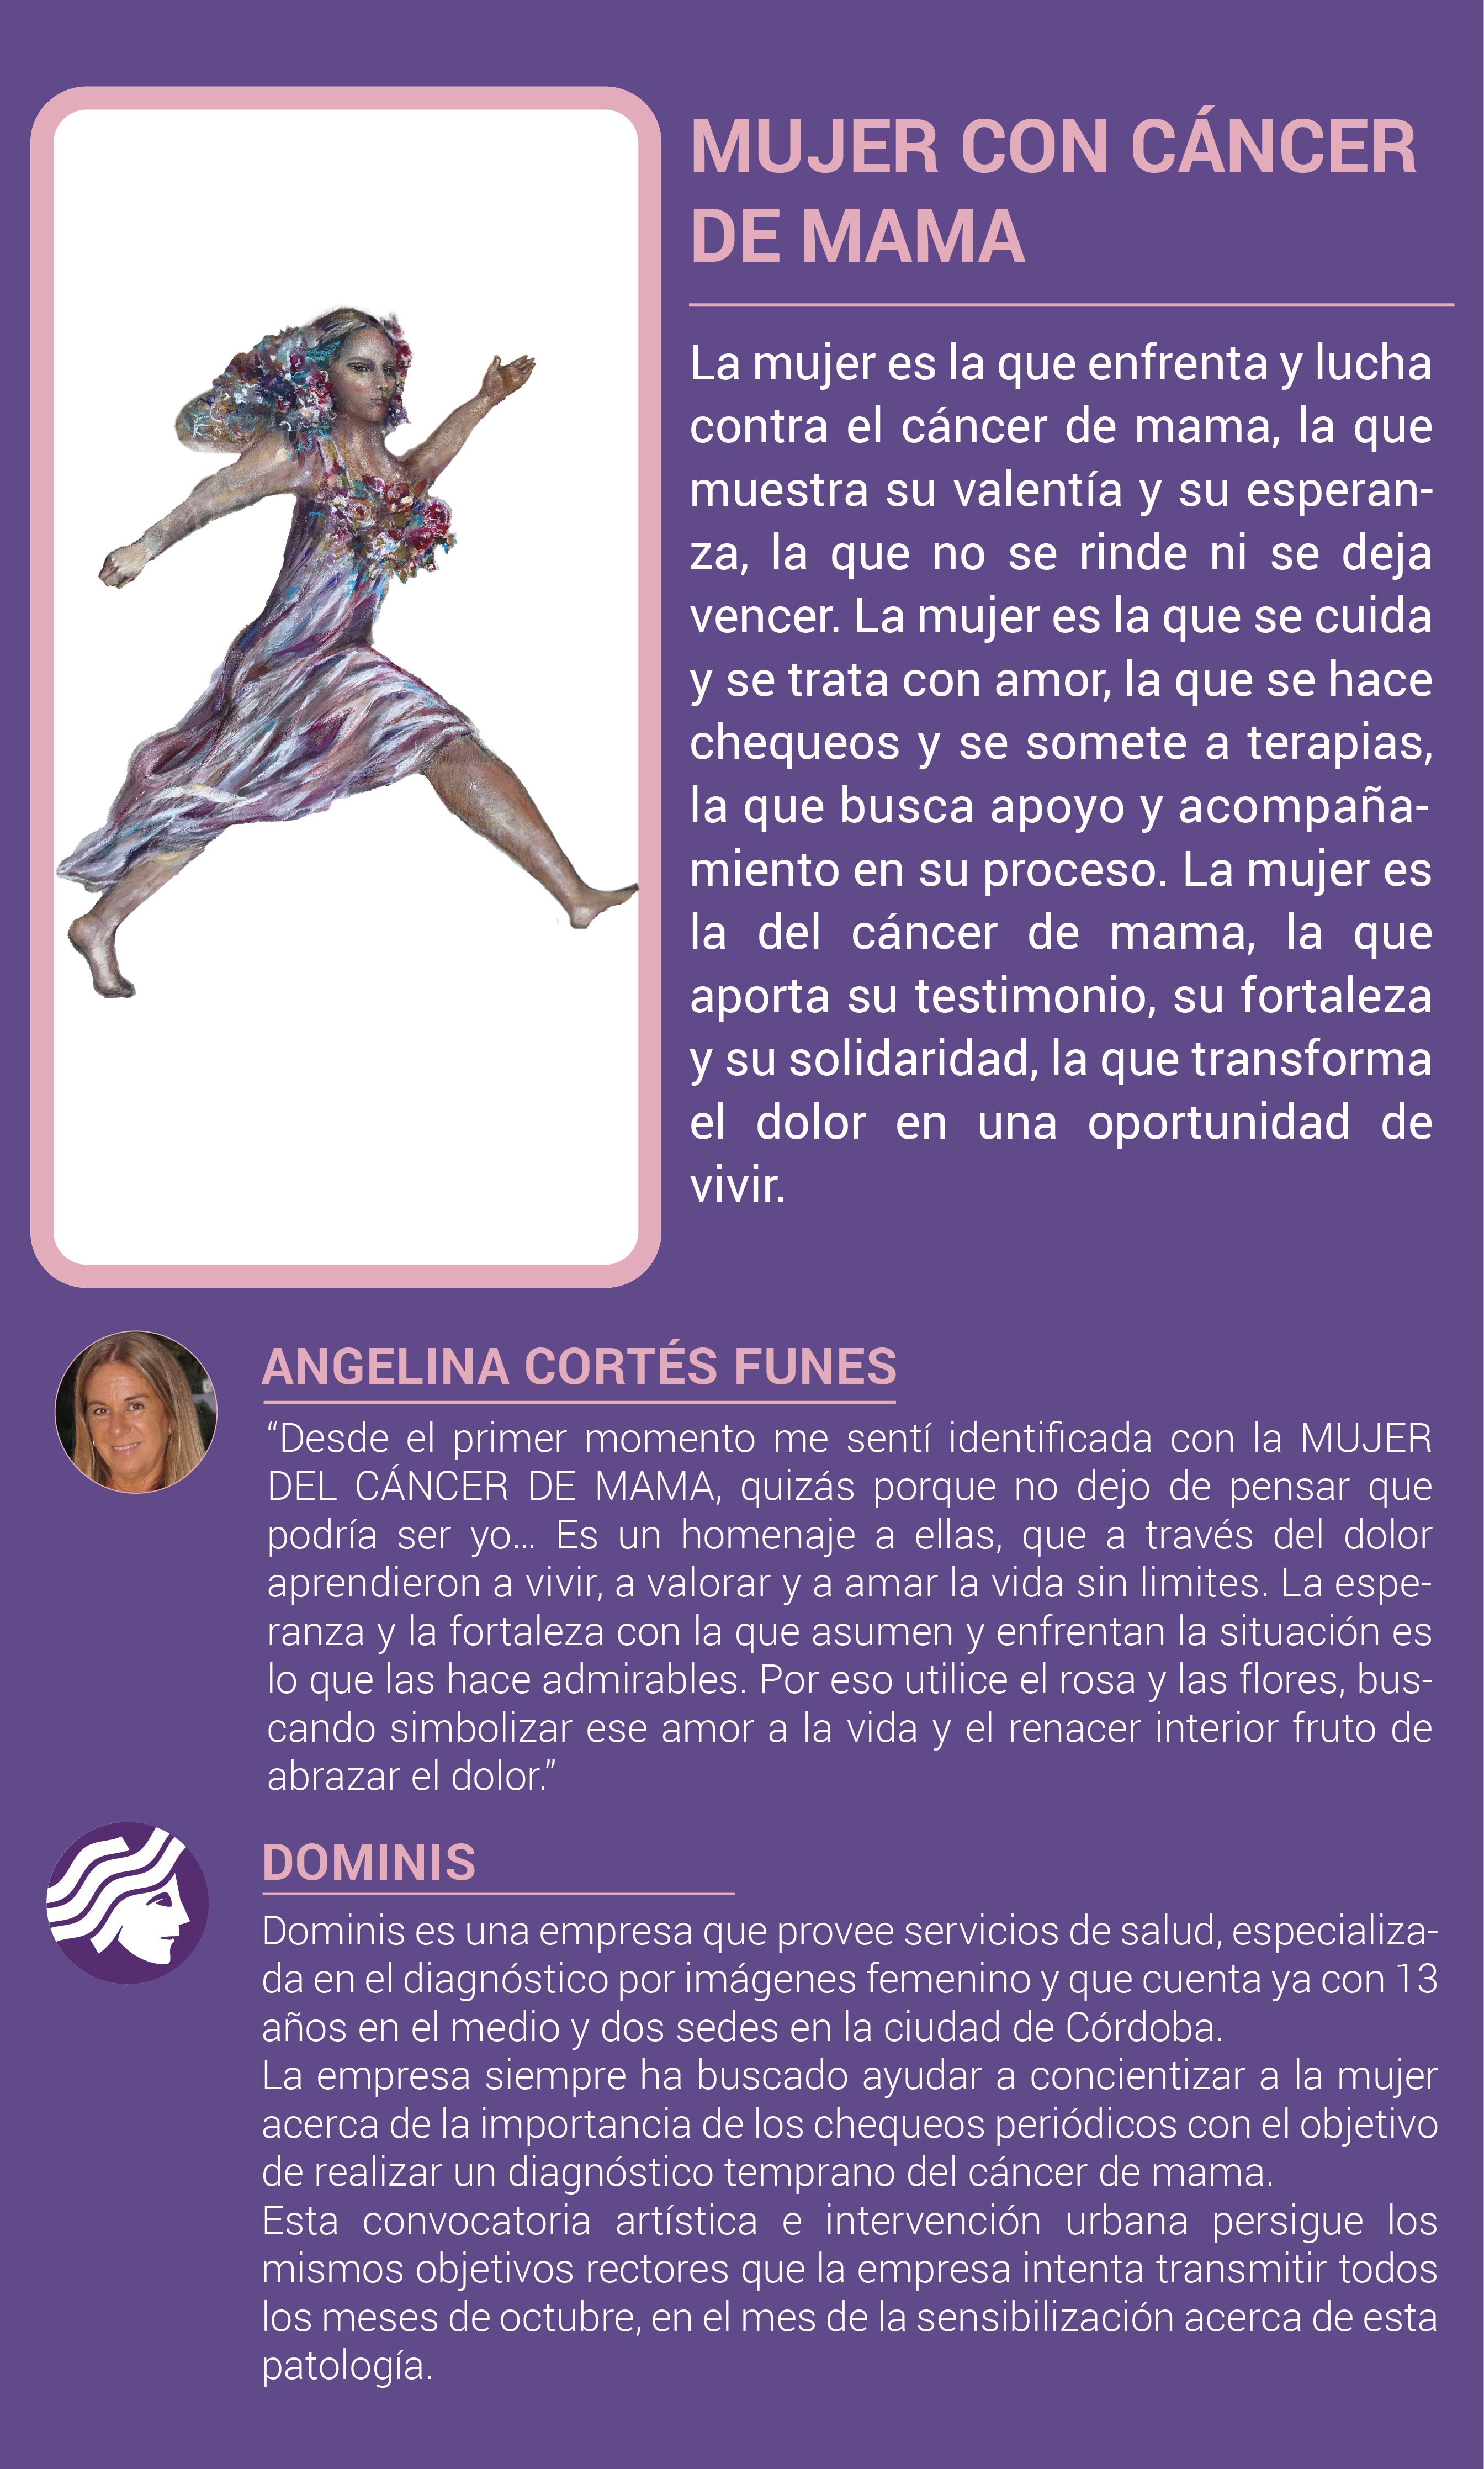 MUJER CON CÁNCER
DE MAMA
La mujer es la que enfrenta y lucha
contra el cáncer de mama, la que
muestra su valentía y su esperan-
za, la que no se rinde ni se deja
vencer. La mujer es la que se cuida
y se trata con amor, la que se hace
chequeos y se somete a terapias,
la que busca apoyo y acompaña-
miento en su proceso. La mujer es
la del cáncer de mama, la que
aporta su testimonio, su fortaleza
y su solidaridad, la que transforma
el dolor en una oportunidad de
vivir.
ANGELINA CORTÉS FUNES
“Desde el primer momento me sentí identificada con la MUJER
DEL CÁNCER DE MAMA, quizás porque no dejo de pensar que
podría ser yo... Es un homenaje a ellas, que a través del dolor
aprendieron a vivir, a valorar y a amar la vida sin limites. La espe-
ranza y la fortaleza con la que asumen y enfrentan la situación es
lo que las hace admirables. Por eso utilice el rosa y las flores, bus-
cando simbolizar ese amor a la vida y el renacer interior fruto de
abrazar el dolor.”
DOMINIS
Dominis es una empresa que provee servicios de salud, especializa-
da en el diagnóstico por imágenes femenino y que cuenta ya con 13
años en el medio y dos sedes en la ciudad de Córdoba.
La empresa siempre ha buscado ayudar a concientizar a la mujer
acerca de la importancia de los chequeos periódicos con el objetivo
de realizar un diagnóstico temprano del cáncer de mama.
Esta convocatoria artística e intervención urbana persigue los
mismos objetivos rectores que la empresa intenta transmitir todos
los meses de octubre, en el mes de la sensibilización acerca de esta
patología.